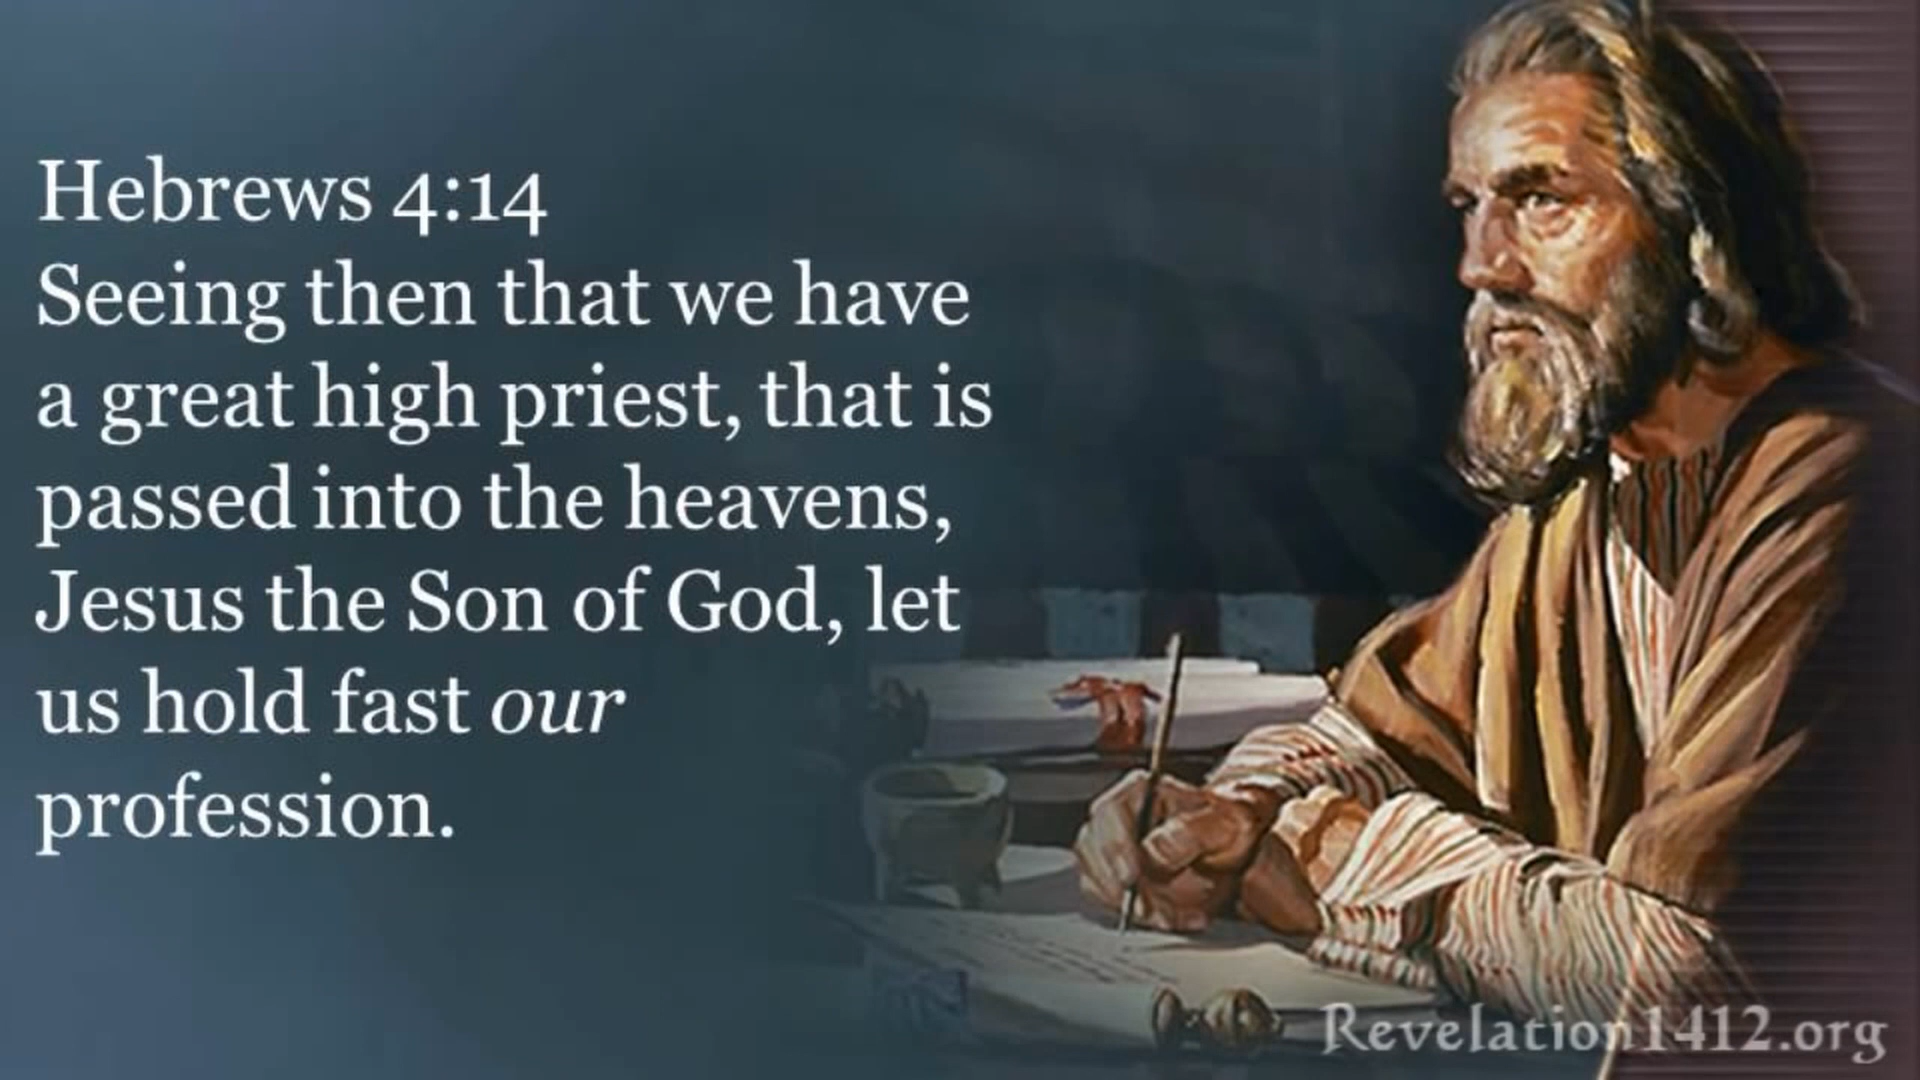 Hebrews 4:14
Seeing then that we have
a great high priest, that is
passed into the heavens,
Jesus the Son of God, let
us hold fast our
profession.
Revelation1412.org